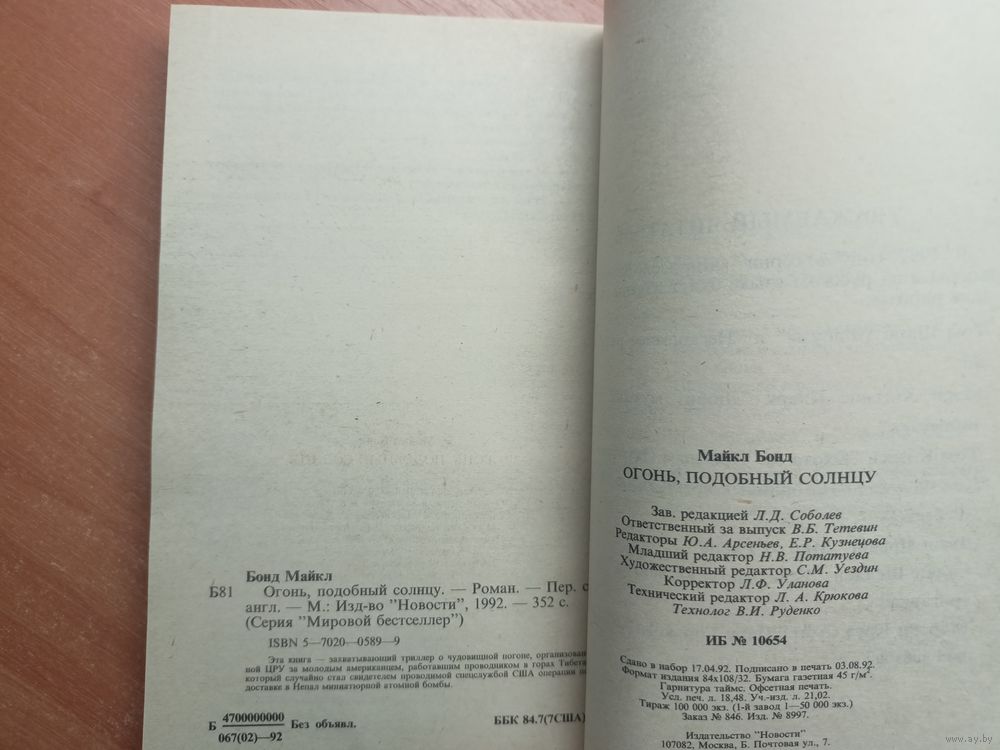 Бонд Майкл
Б81 Огонь, подобный солнцу. — Роман. — Пер. с
англ. — М.: Изд-во "Новости", 1992. — 352 с.
(Серия "Мировой бестселлер")
ISBN 5—7020—0589—9
Эта книга — захватывающий триллер о чудовищной погоне, организован
ной ЦРУ за молодым американцем, работавшим проводником в горах Тибета
который случайно стал свидетелем проводимой спецслужбой США операции по
доставке в Непал миниатюрной атомной бомбы.
Б 4700000000 Без объявл.
067(02)—92
ББК 84.7(7США)
Майкл Бонд
ОГОНЬ, ПОДОБНЫЙ СОЛНЦУ
Зав. редакцией Л.Д. Соболев
Ответственный за выпуск В.Б. Тетевин
Редакторы Ю.А. Арсеньев, Е.Р. Кузнецова
Младший редактор Н.В. Потатуева
Художественный редактор С.М. Уездин
Корректор Л.Ф. Уланова
Технический редактор Л. А. Крюкова
Технолог В.И. Руденко
ИБ № 10654
Сдано в набор 17.04.92. Подписано в печать 03.08.92.
Формат издания 84х108/32. Бумага газетная 45 г/м².
Гарнитура таймс. Офсетная печать.
Усл. печ. л. 18,48. Уч.-изд. л. 21,02.
Тираж 100 000 экз. (1-й завод 1—50 000 экз.)
Заказ № 846. Изд. № 8997.
Издательство "Новости"
107082, Москва, Б. Почтовая ул., 7.
www.ay.by